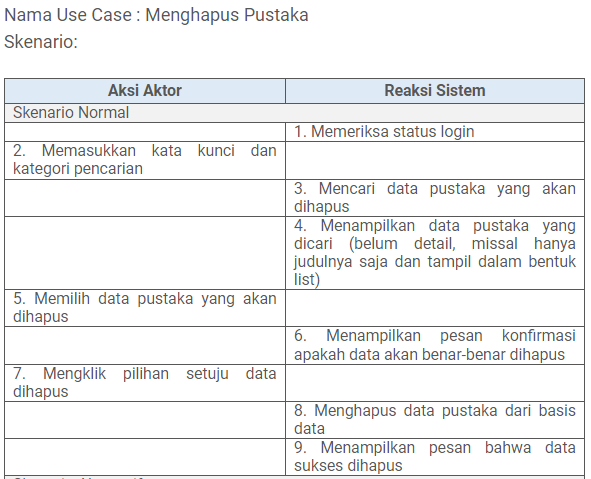 Nama Use Case : Menghapus Pustaka
Skenario:
Aksi Aktor
Reaksi Sistem
Skenario Normal
1. Memeriksa status login
2. Memasukkan kata kunci dan
kategori pencarian
3. Mencari data pustaka yang akan
dihapus
4. Menampilkan data pustaka yang
dicari (belum detail, missal hanya
judulnya saja dan tampil dalam bentuk
list)
5. Memilih data pustaka yang akan
dihapus
6. Menampilkan pesan konfirmasi
apakah data akan benar-benar dihapus
7. Mengklik pilihan setuju data
dihapus
8. Menghapus data pustaka dari basis
data
9. Menampilkan pesan bahwa data
sukses dihapus